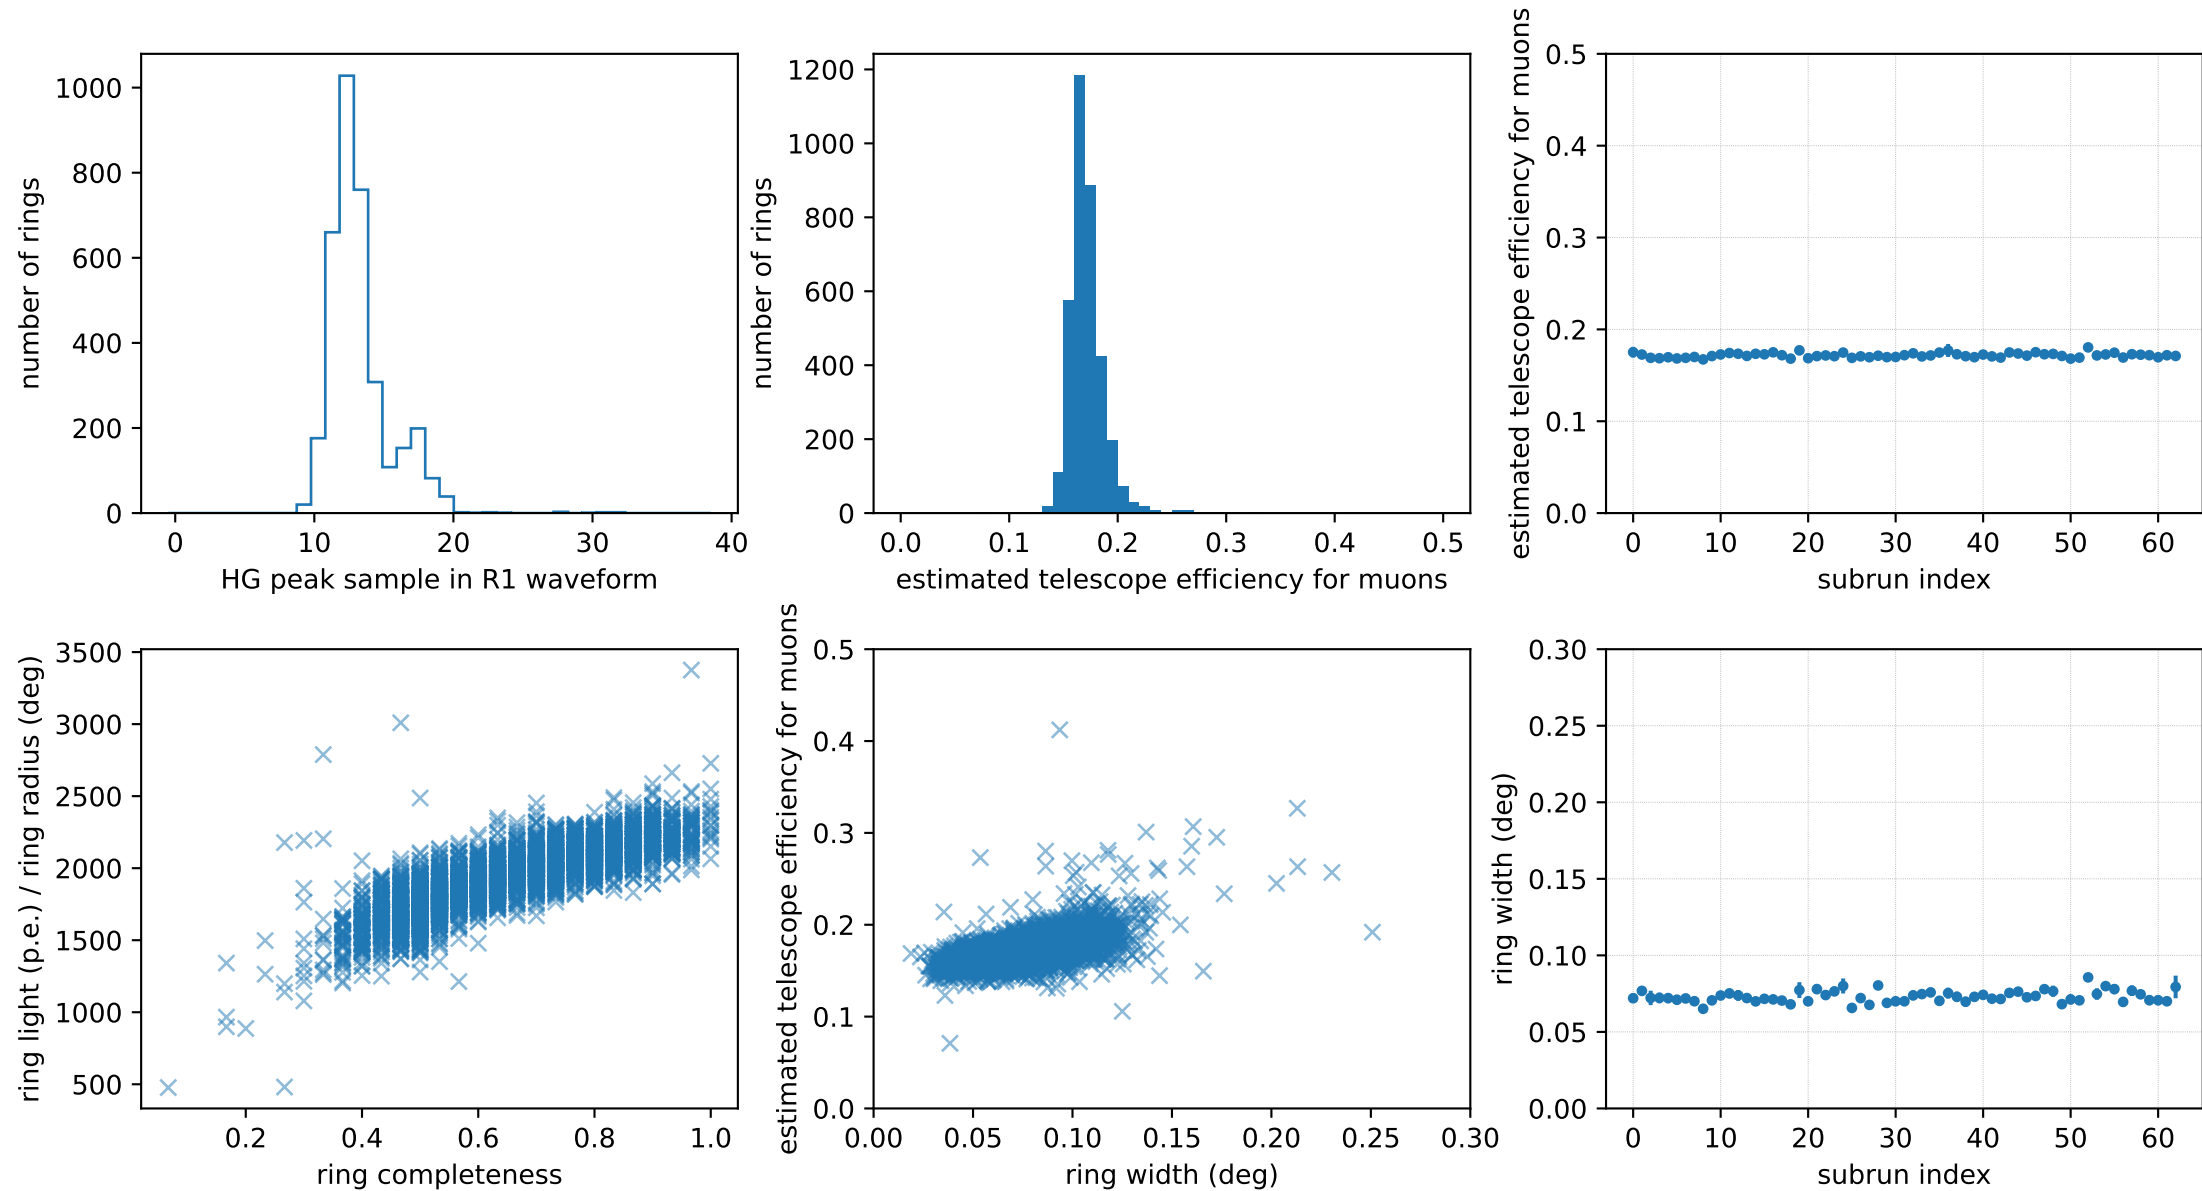 number of rings
1000
800
600
400
200
0
0 10 20 30 40
HG peak sample in R1 waveform
number of rings
1200
1000
800
600
400
200
0
0.0 0.1 0.2 0.3 0.4 0.5
estimated telescope efficiency for muons
estimated telescope efficiency for muons
0.5
0.4
0.3
0.2
0.1
0.0
0 10 20 30 40 50 60
subrun index
ring light (p.e.) / ring radius (deg)
3500
3000
2500
2000
1500
1000
500
0.2 0.4 0.6 0.8 1.0
ring completeness
estimated telescope efficiency for muons
0.5
0.4
0.3
0.2
0.1
0.0
0.00 0.05 0.10 0.15 0.20 0.25 0.30
ring width (deg)
ring width (deg)
0.30
0.25
0.20
0.15
0.10
0.05
0.00
0 10 20 30 40 50 60
subrun index